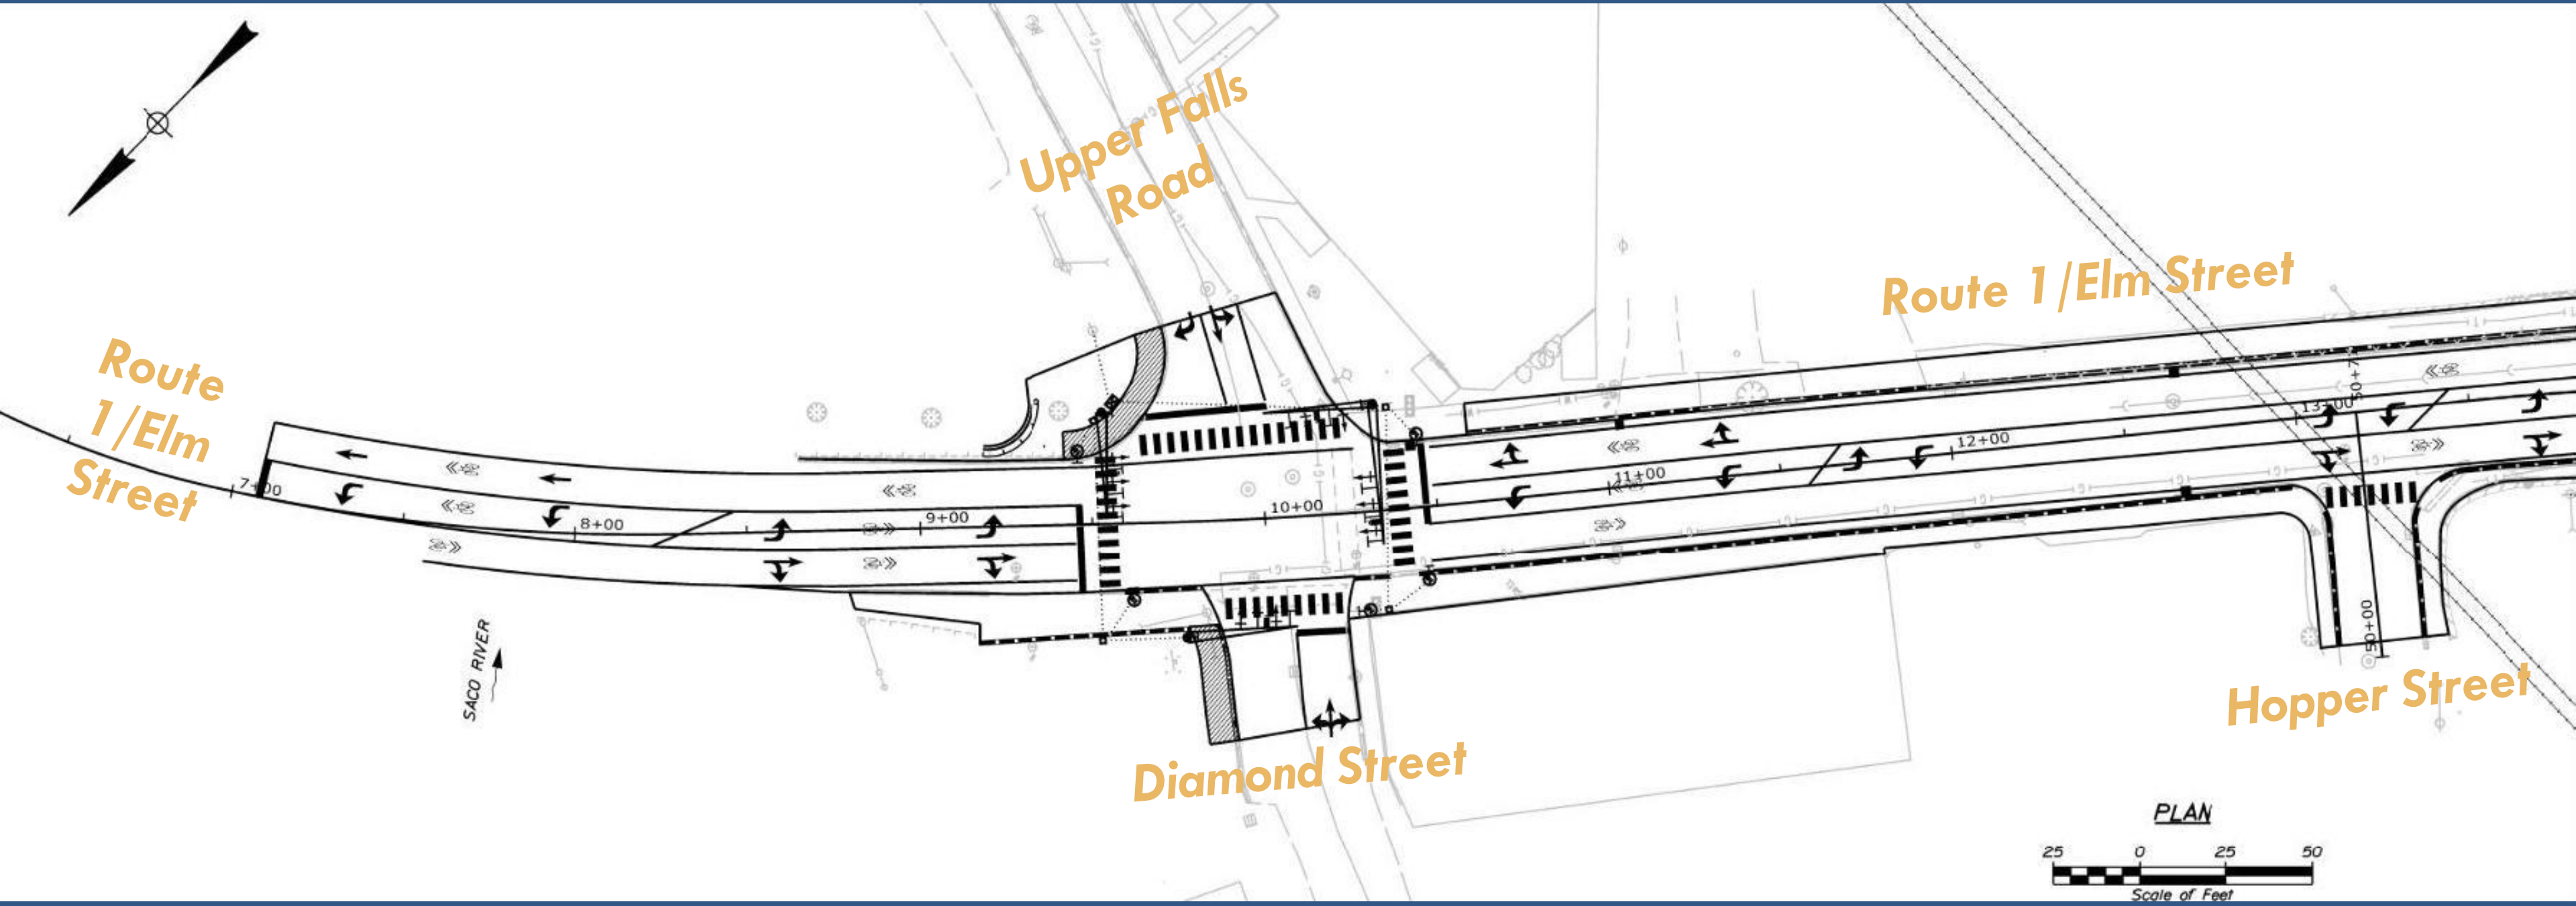 Upper Falls
Road
Route 1/Elm Street
Route
1/Elm
Street
7+00
8+00
9+00
10+00
11+00
12+00
13+00
50+00
SACO RIVER
Hopper Street
Diamond Street
PLAN
25 0 25 50
Scale of Feet